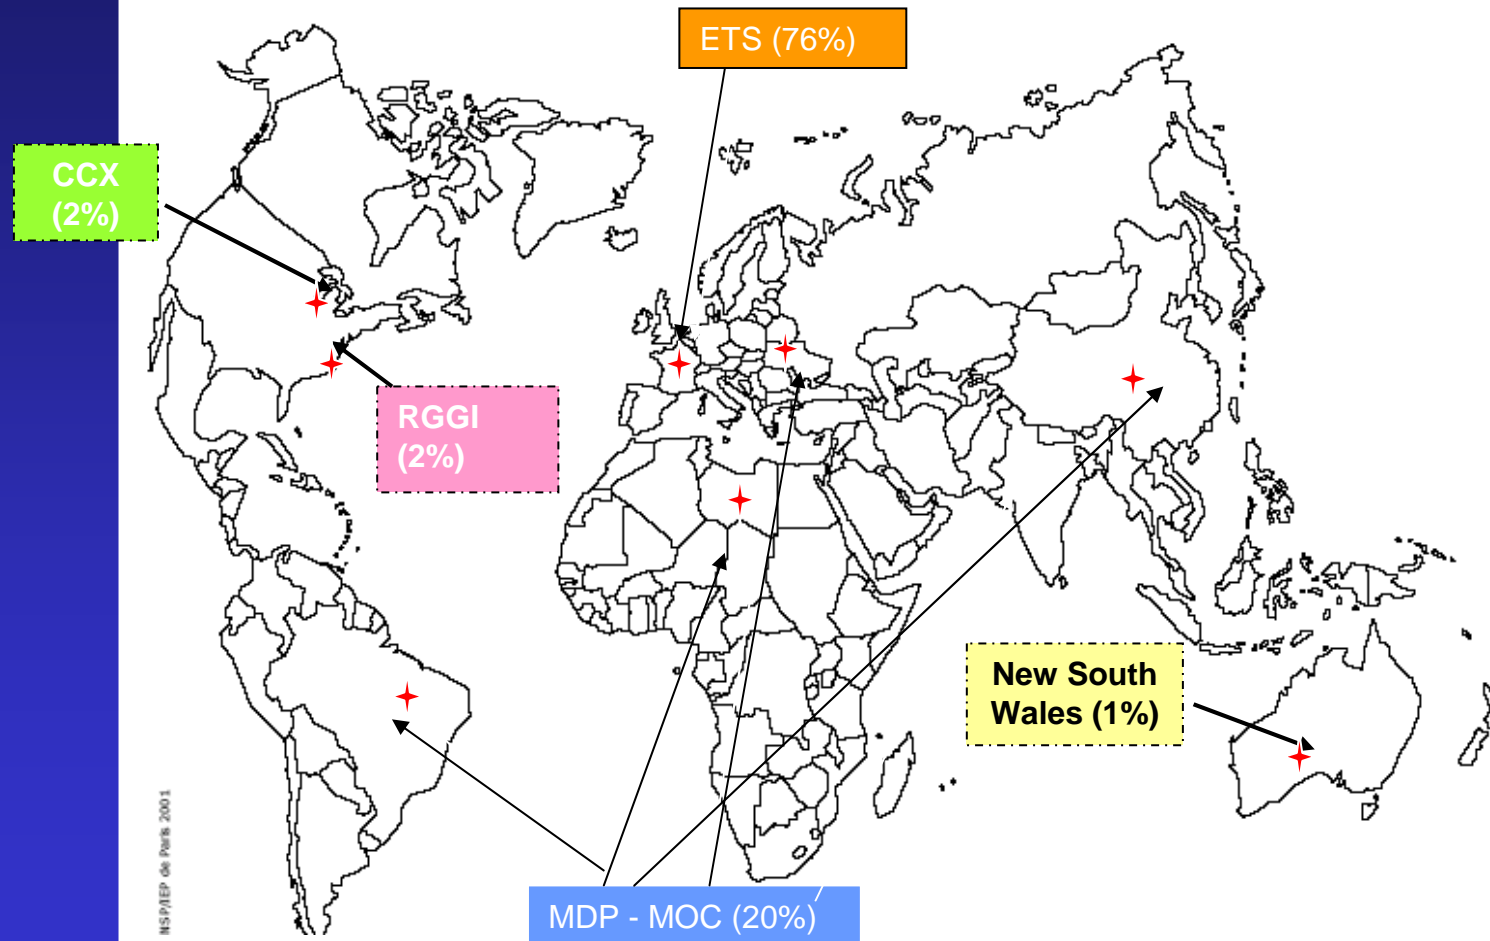 ETS (76%)
CCX
(2%)
RGGI
(2%)
New South
Wales (1%)
MDP - MOC (20%)
NSP/IEP de Paris 2001